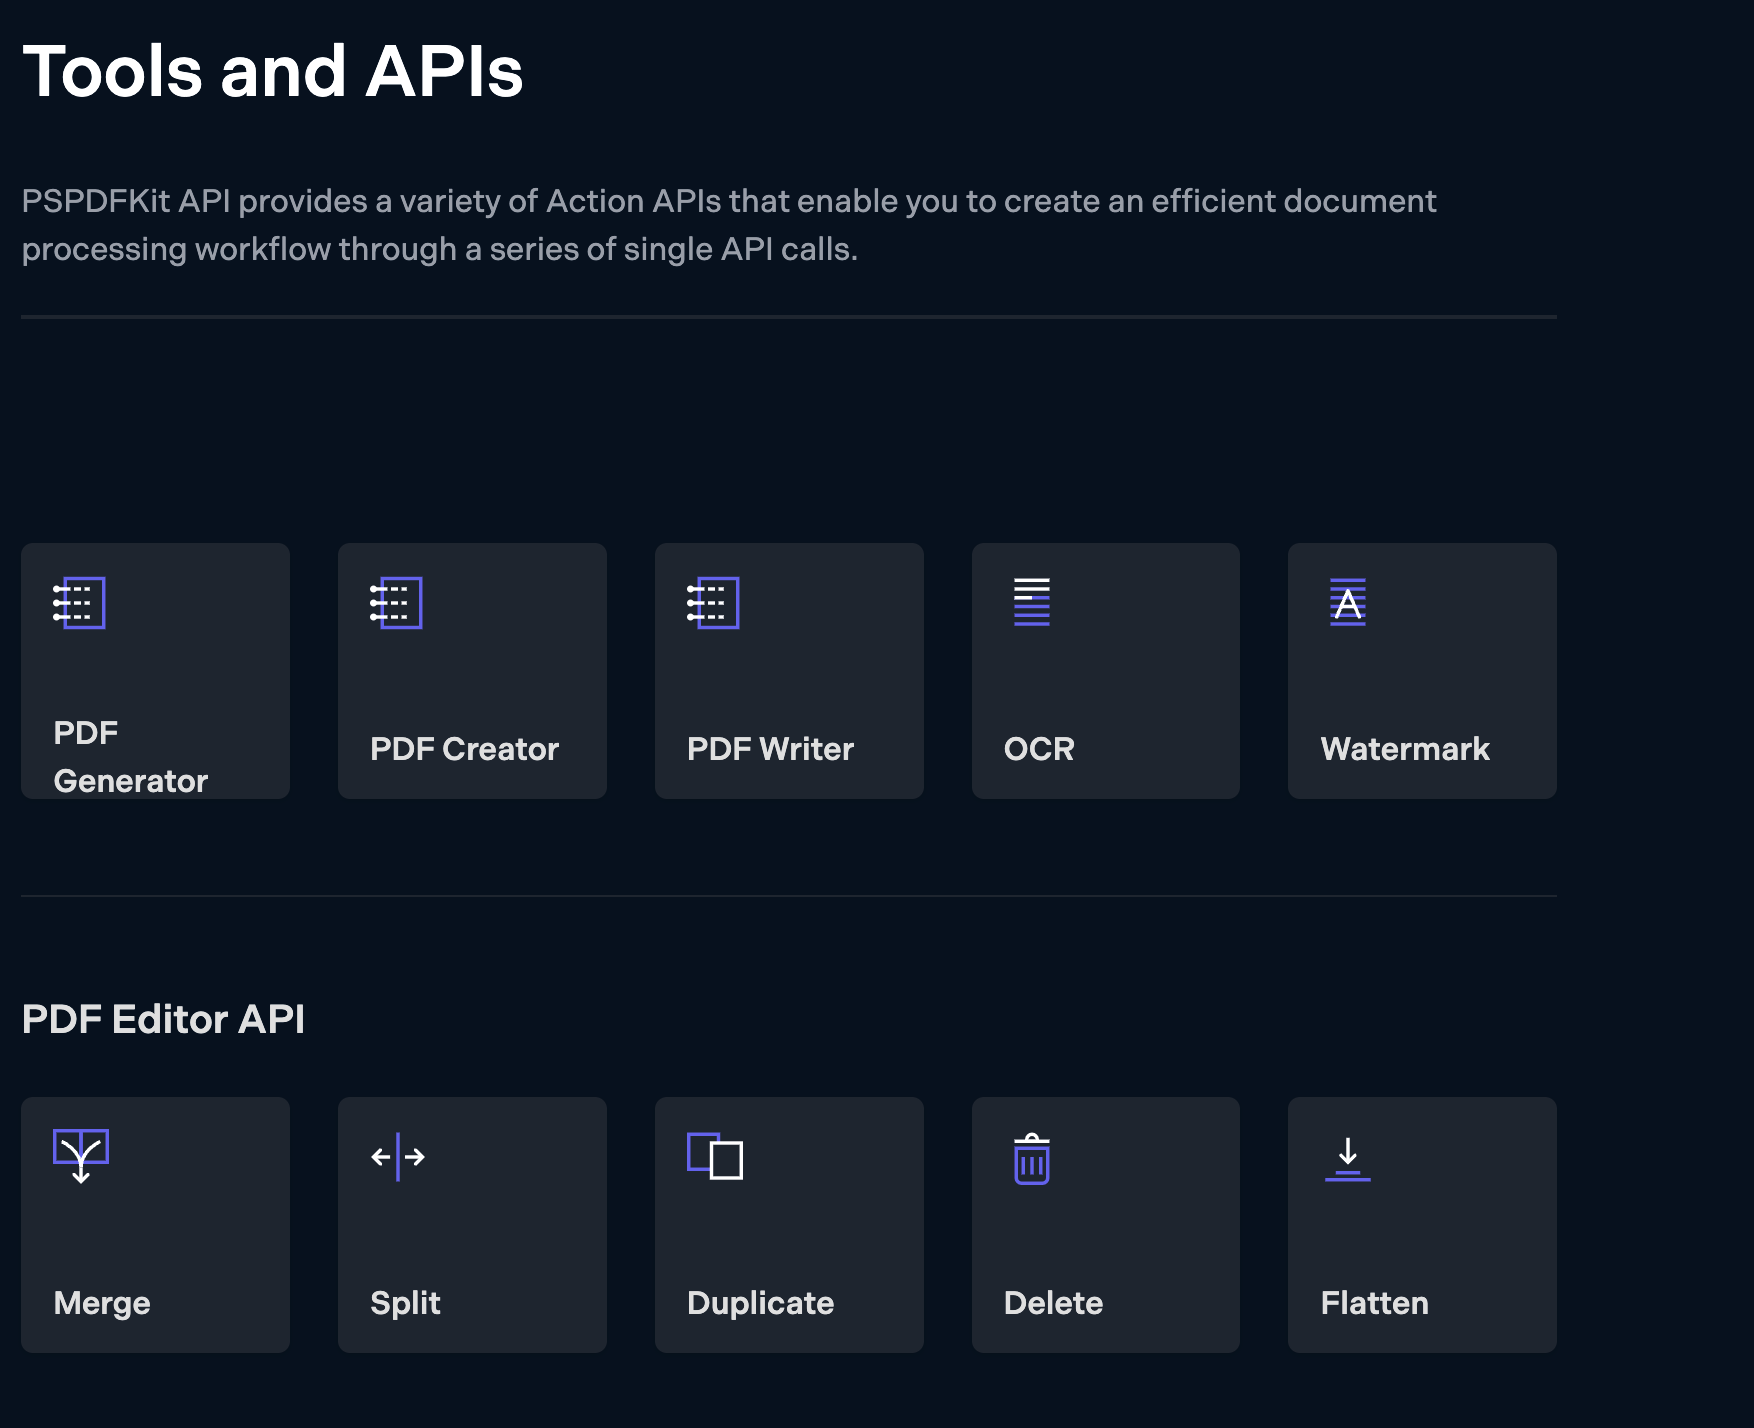 Tools and APIs
PSPDFKit API provides a variety of Action APIs that enable you to create an efficient document
processing workflow through a series of single API calls.
PDF
Generator
PDF Creator
PDF Writer
OCR
Watermark
PDF Editor API
Merge
Split
Duplicate
Delete
Flatten